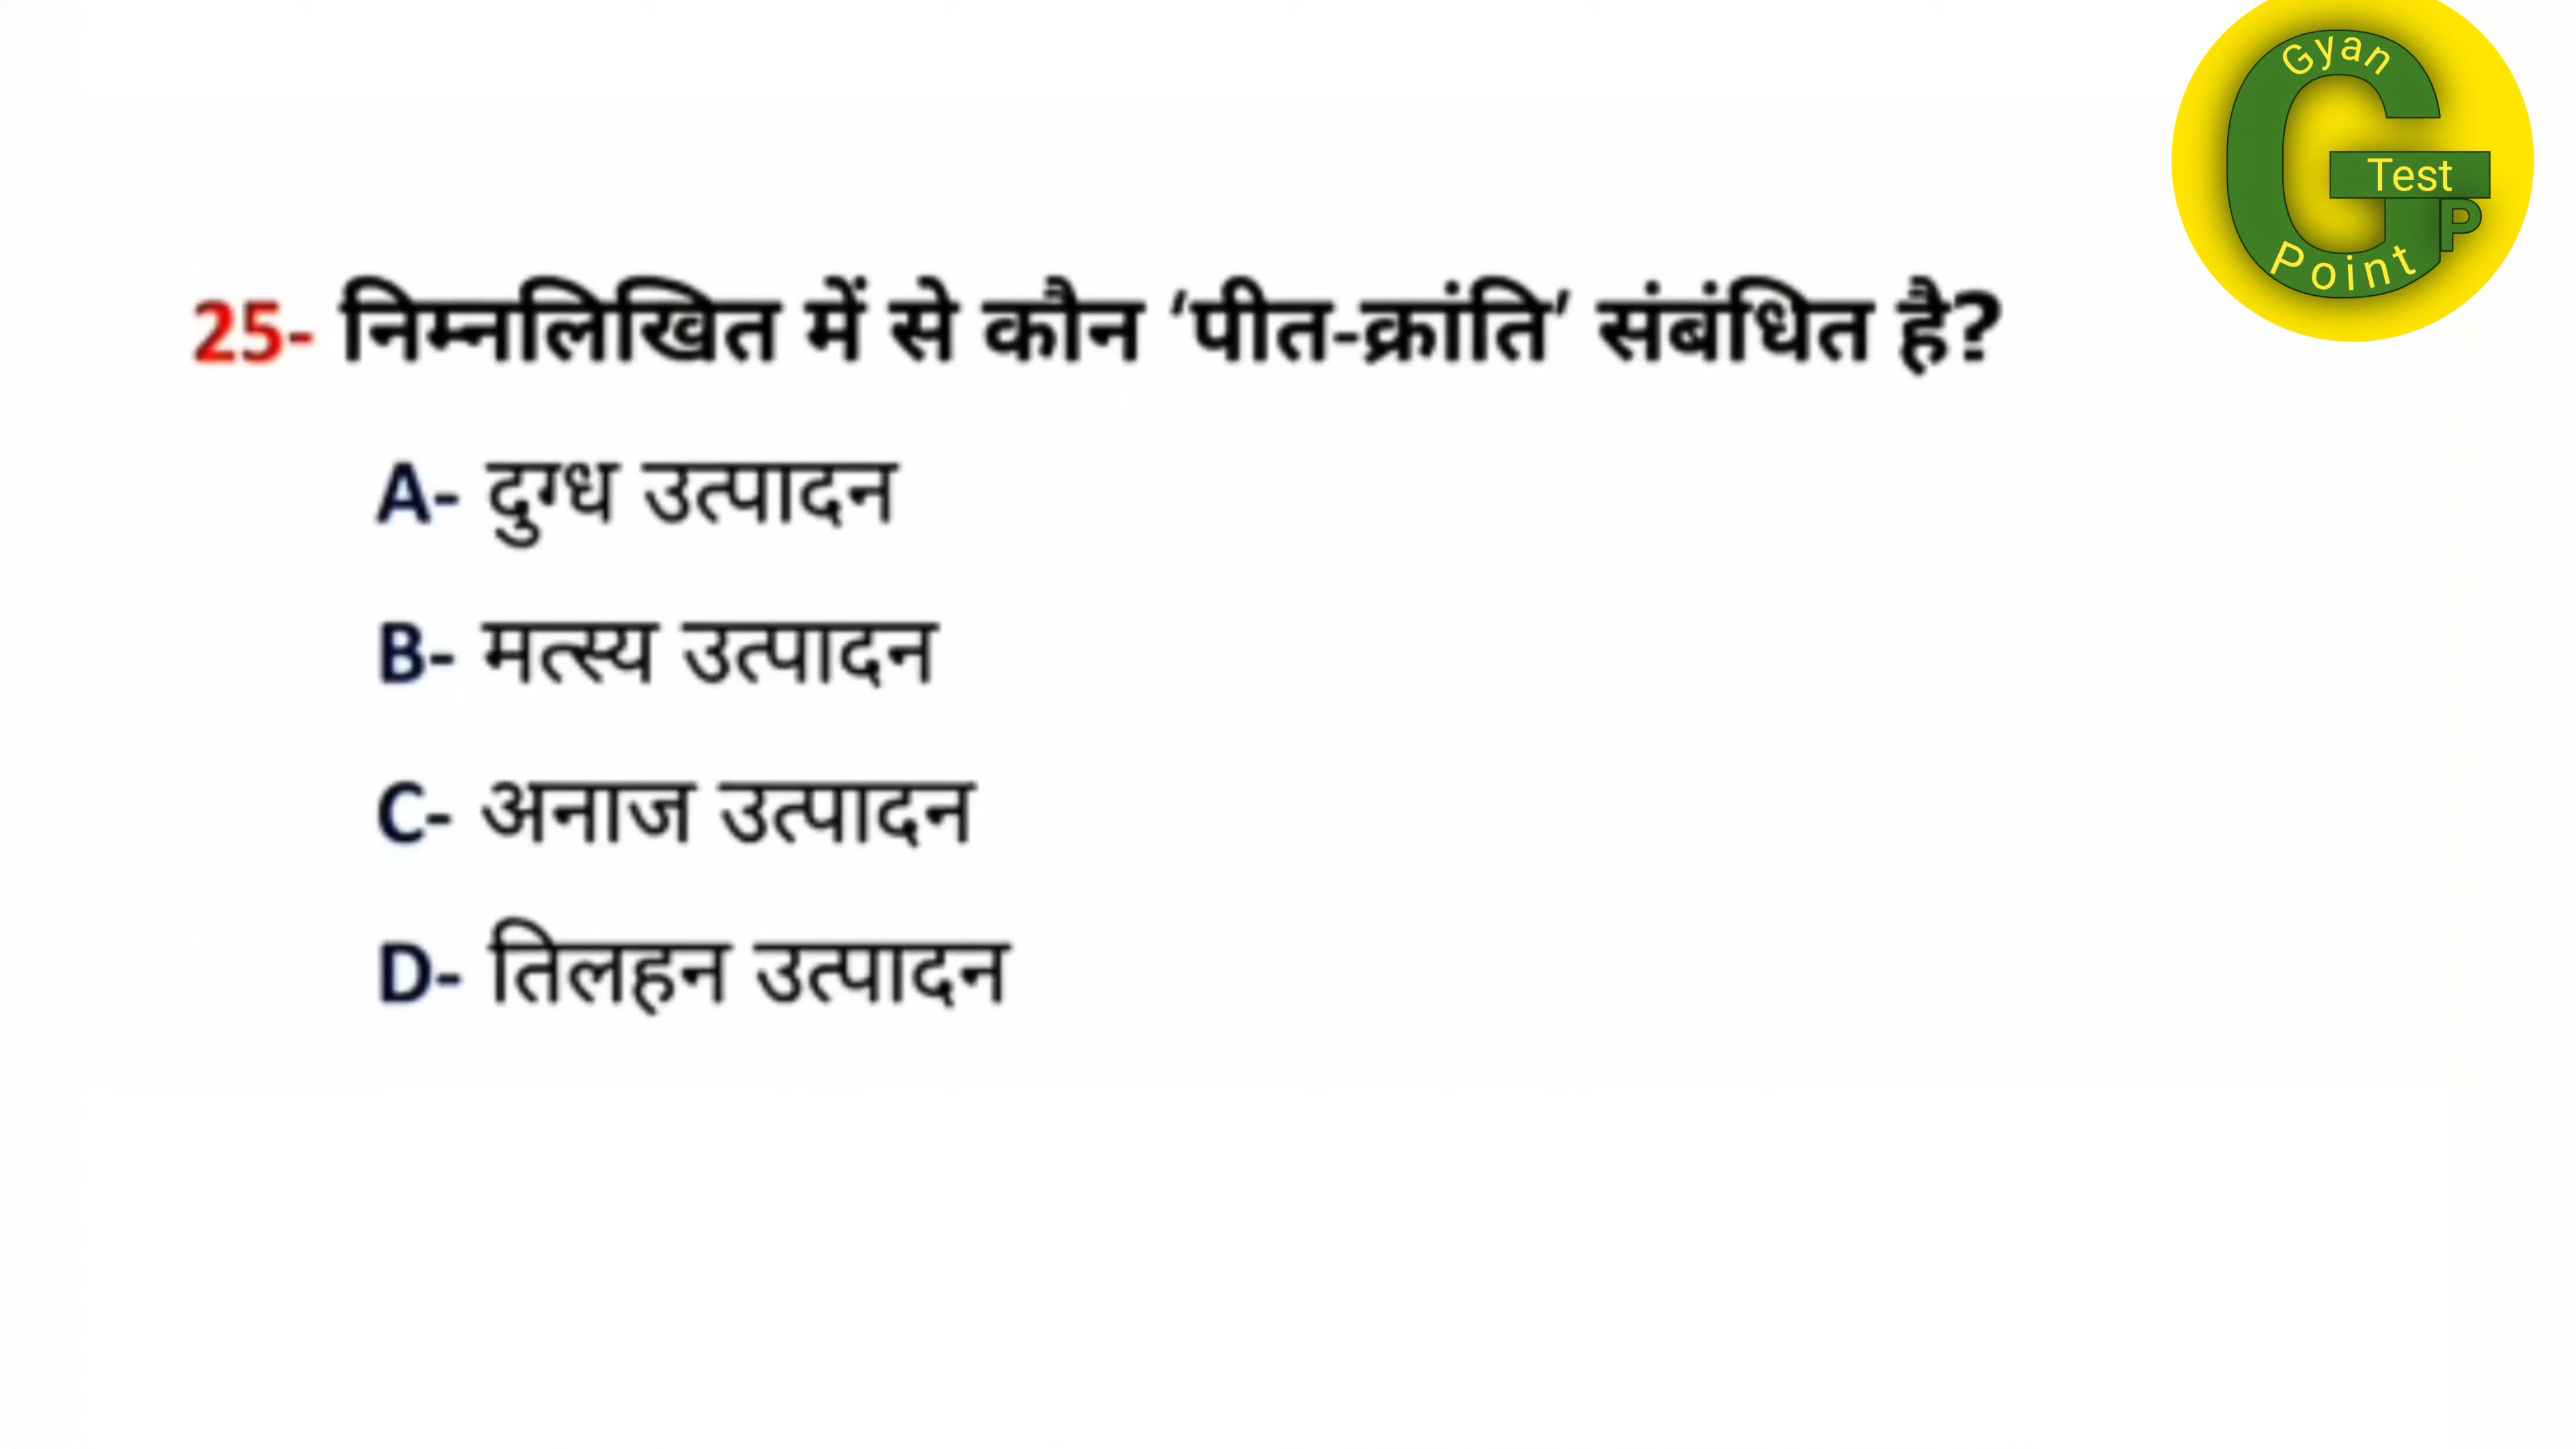 Gyan
Test
P
Point
25- निम्नलिखित में से कौन ‘पीत-क्रांति’ संबंधित है?
A- दुग्ध उत्पादन
B- मत्स्य उत्पादन
C- अनाज उत्पादन
D- तिलहन उत्पादन